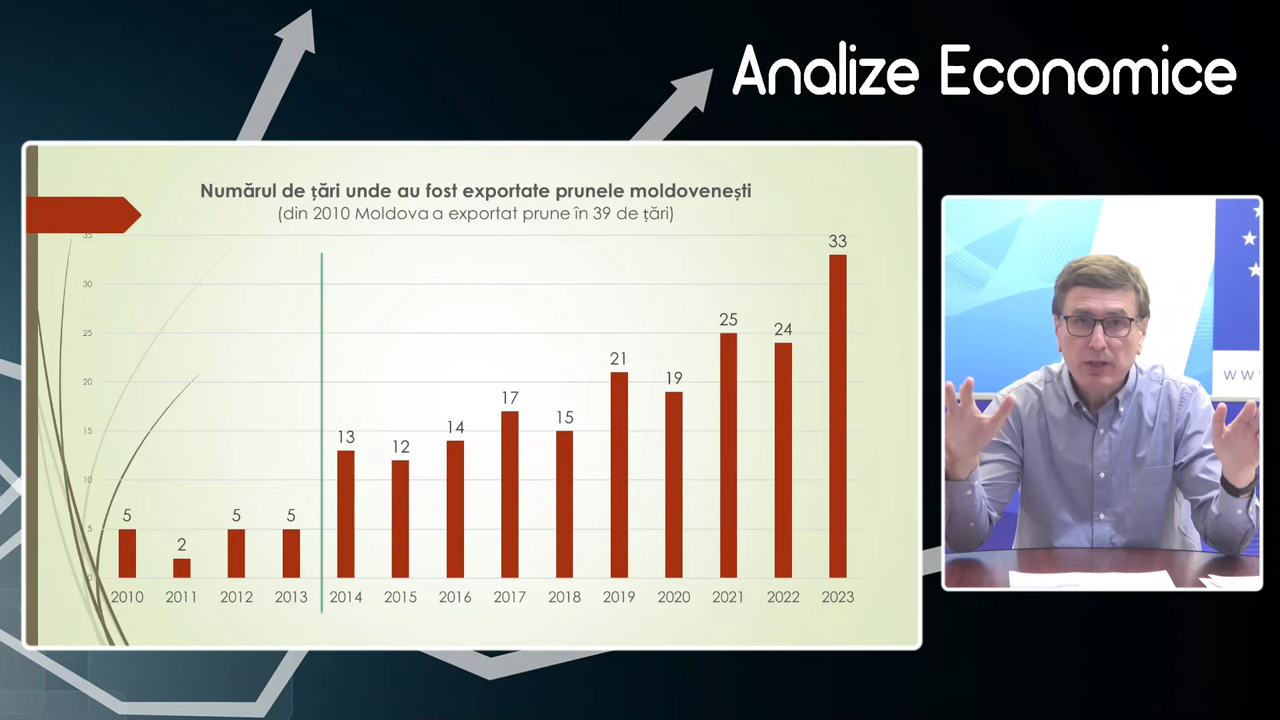 Analize Economice
Numărul de țări unde au fost exportate prunele moldovenești
(din 2010 Moldova a exportat prune în 39 de țări)
35
30
25
20
15
10
5
0
5 2 5 5 13 12 14 17 15 21 19 25 24 33
2010 2011 2012 2013 2014 2015 2016 2017 2018 2019 2020 2021 2022 2023
WW